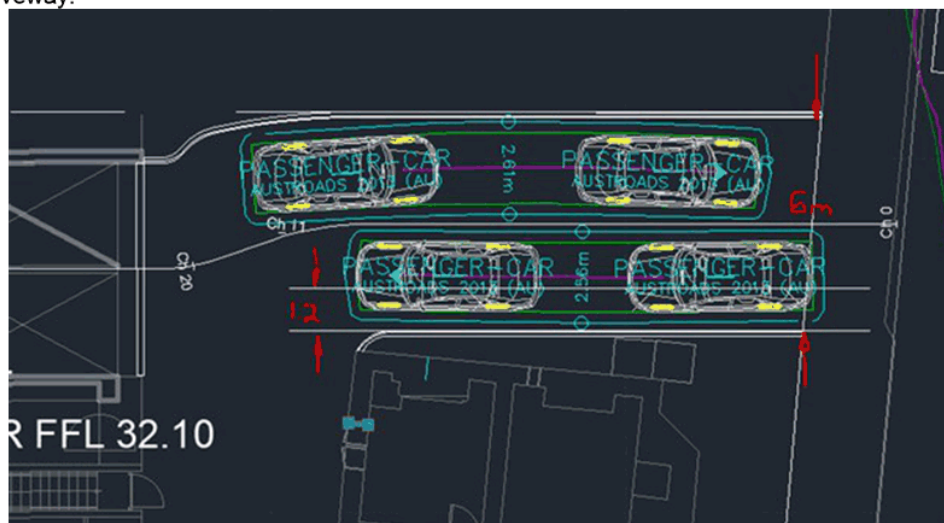 veway.
PASSENGER-CAR
AUSTROADS 2013 (AU)
2.61m
PASSENGER-CAR
AUSTROADS 2013 (AU)
6m
Ch 0
Ch 11
Ch 20
PASSENGER-CAR
AUSTROADS 2013 (AU)
2.56m
PASSENGER-CAR
AUSTROADS 2013 (AU)
12
R FFL 32.10